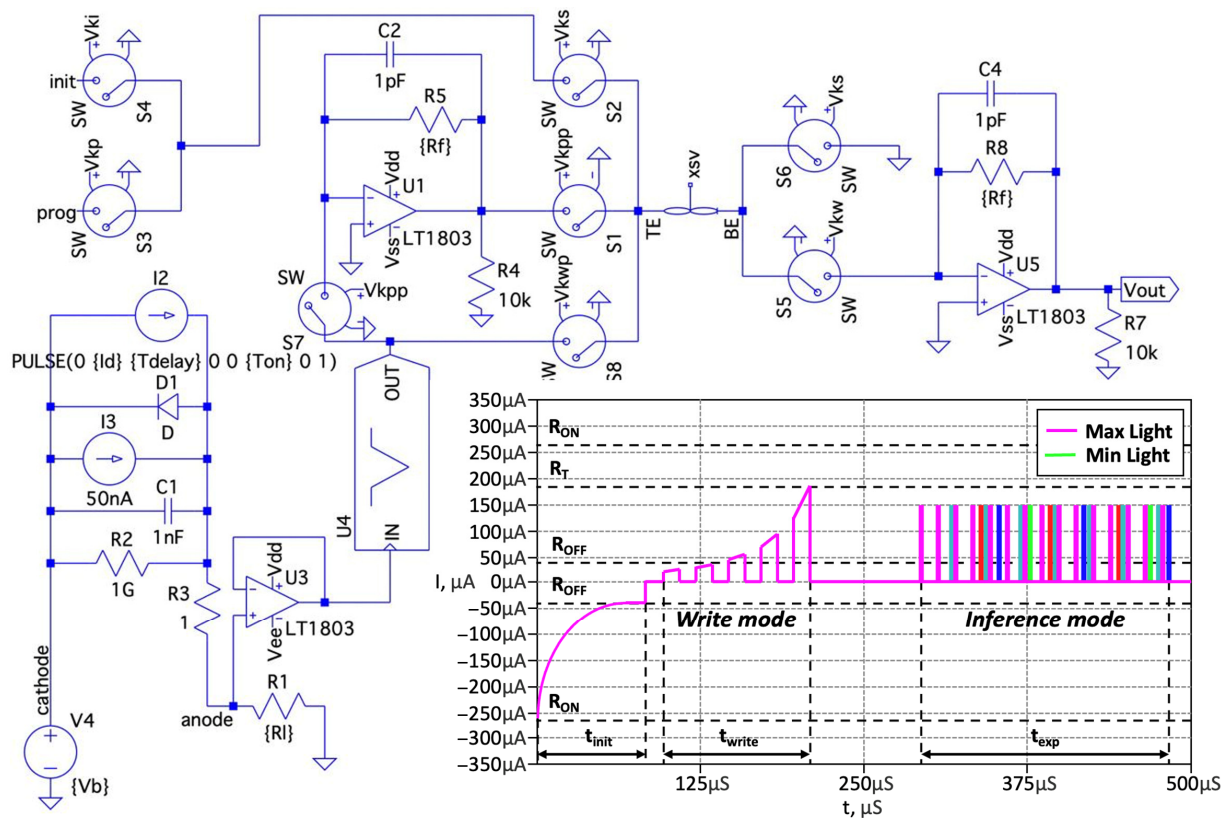 Vki
init
SW
S4
Vkp
prog
SW
S3
C2
1pF
R5
{Rf}
Vdd
U1
Vss
LT1803
R4
10k
SW
Vkpp
S7
Vks
SW
S2
Vkpp
SW
S1
Vkwp
SW
S8
xsv
TE
BE
Vks
S6
SW
Vkw
S5
SW
C4
1pF
R8
{Rf}
Vdd
U5
Vss
LT1803
Vout
R7
10k
I2
PULSE(0 {Id} {Tdelay} 0 0 {Ton} 0 1)
D1
D
I3
50nA
C1
1nF
R2
1G
R3
1
Vdd
U3
Vee
LT1803
OUT
U4
IN
cathode
V4
{Vb}
anode
R1
{Rl}
350µA
300µA
250µA
200µA
150µA
100µA
50µA
0µA
−50µA
−100µA
−150µA
−200µA
−250µA
−300µA
−350µA
I, µA
RON
RT
ROFF
ROFF
RON
Max Light
Min Light
Write mode
Inference mode
tinit
twrite
texp
125µS
250µS
375µS
500µS
t, µS